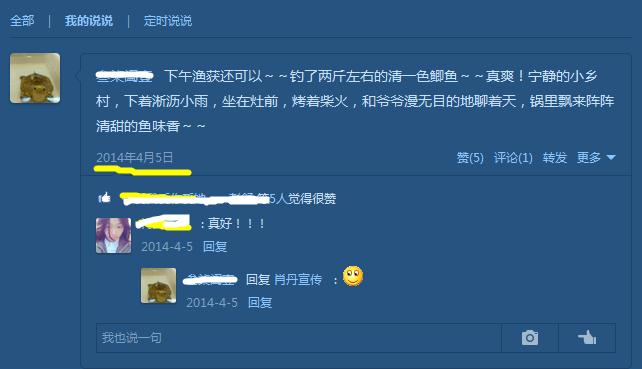 全部 | 我的说说 | 定时说说
下午渔获还可以～～钓了两斤左右的清一色鲫鱼～～真爽！宁静的小乡
村，下着淅沥小雨，坐在灶前，烤着柴火，和爷爷漫无目的地聊着天，锅里飘来阵阵
清甜的鱼味香～～
2014年4月5日 赞(5) 评论(1) 转发 更多
等5人觉得很赞
：真好！！！
2014-4-5 回复
回复 肖丹宣传 ：
2014-4-5 回复
我也说一句